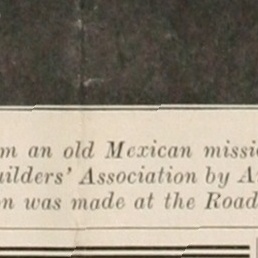 m an old Mexican missi
uilders' Association by A
n was made at the Road